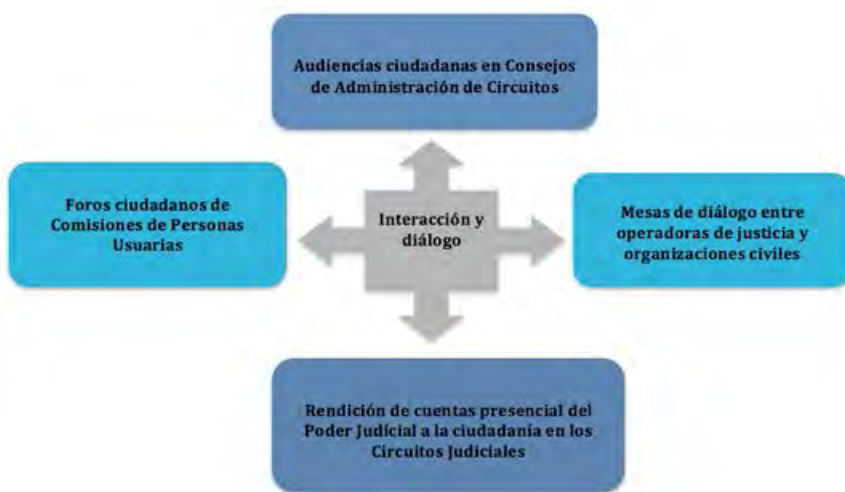 Audiencias ciudadanas en Consejos
de Administración de Circuitos
Foros ciudadanos de
Comisiones de Personas
Usuarias
Interacción y
diálogo
Mesas de diálogo entre
operadoras de justicia y
organizaciones civiles
Rendición de cuentas presencial del
Poder Judicial a la ciudadanía en los
Circuitos Judiciales